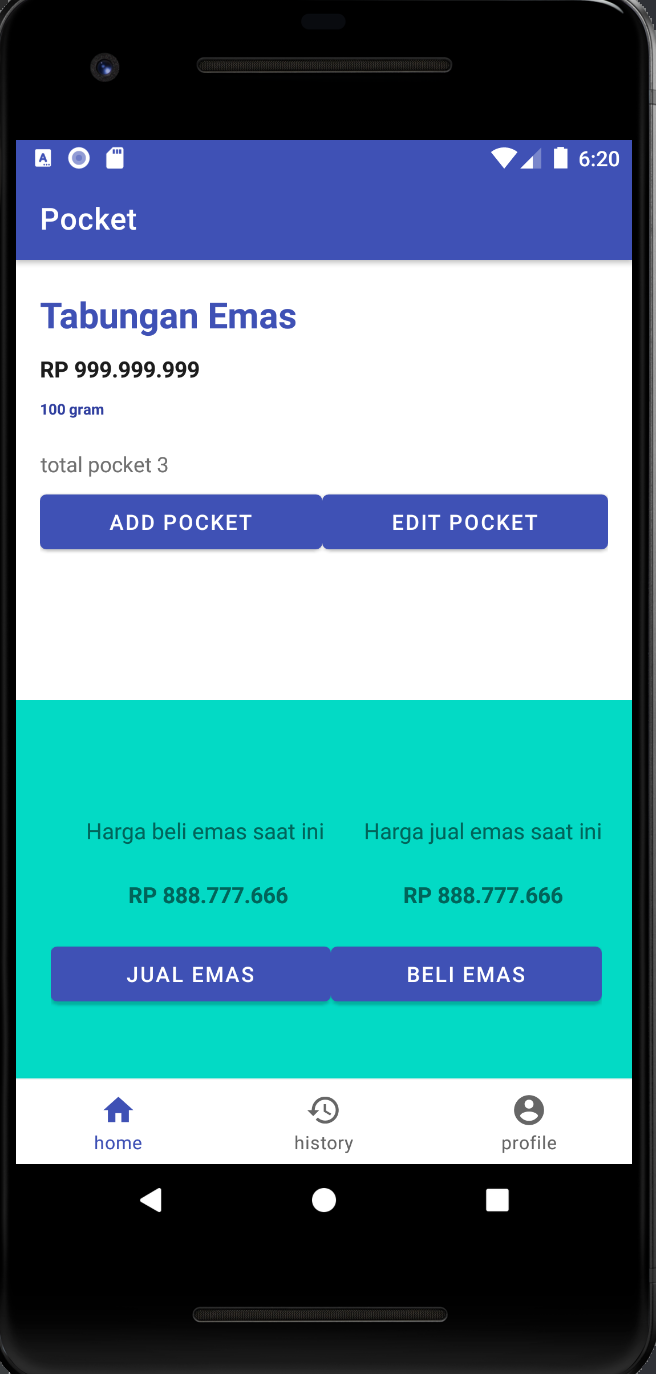 6:20
Pocket
Tabungan Emas
RP 999.999.999
100 gram
total pocket 3
ADD POCKET EDIT POCKET
Harga beli emas saat ini Harga jual emas saat ini
RP 888.777.666 RP 888.777.666
JUAL EMAS BELI EMAS
home history profile